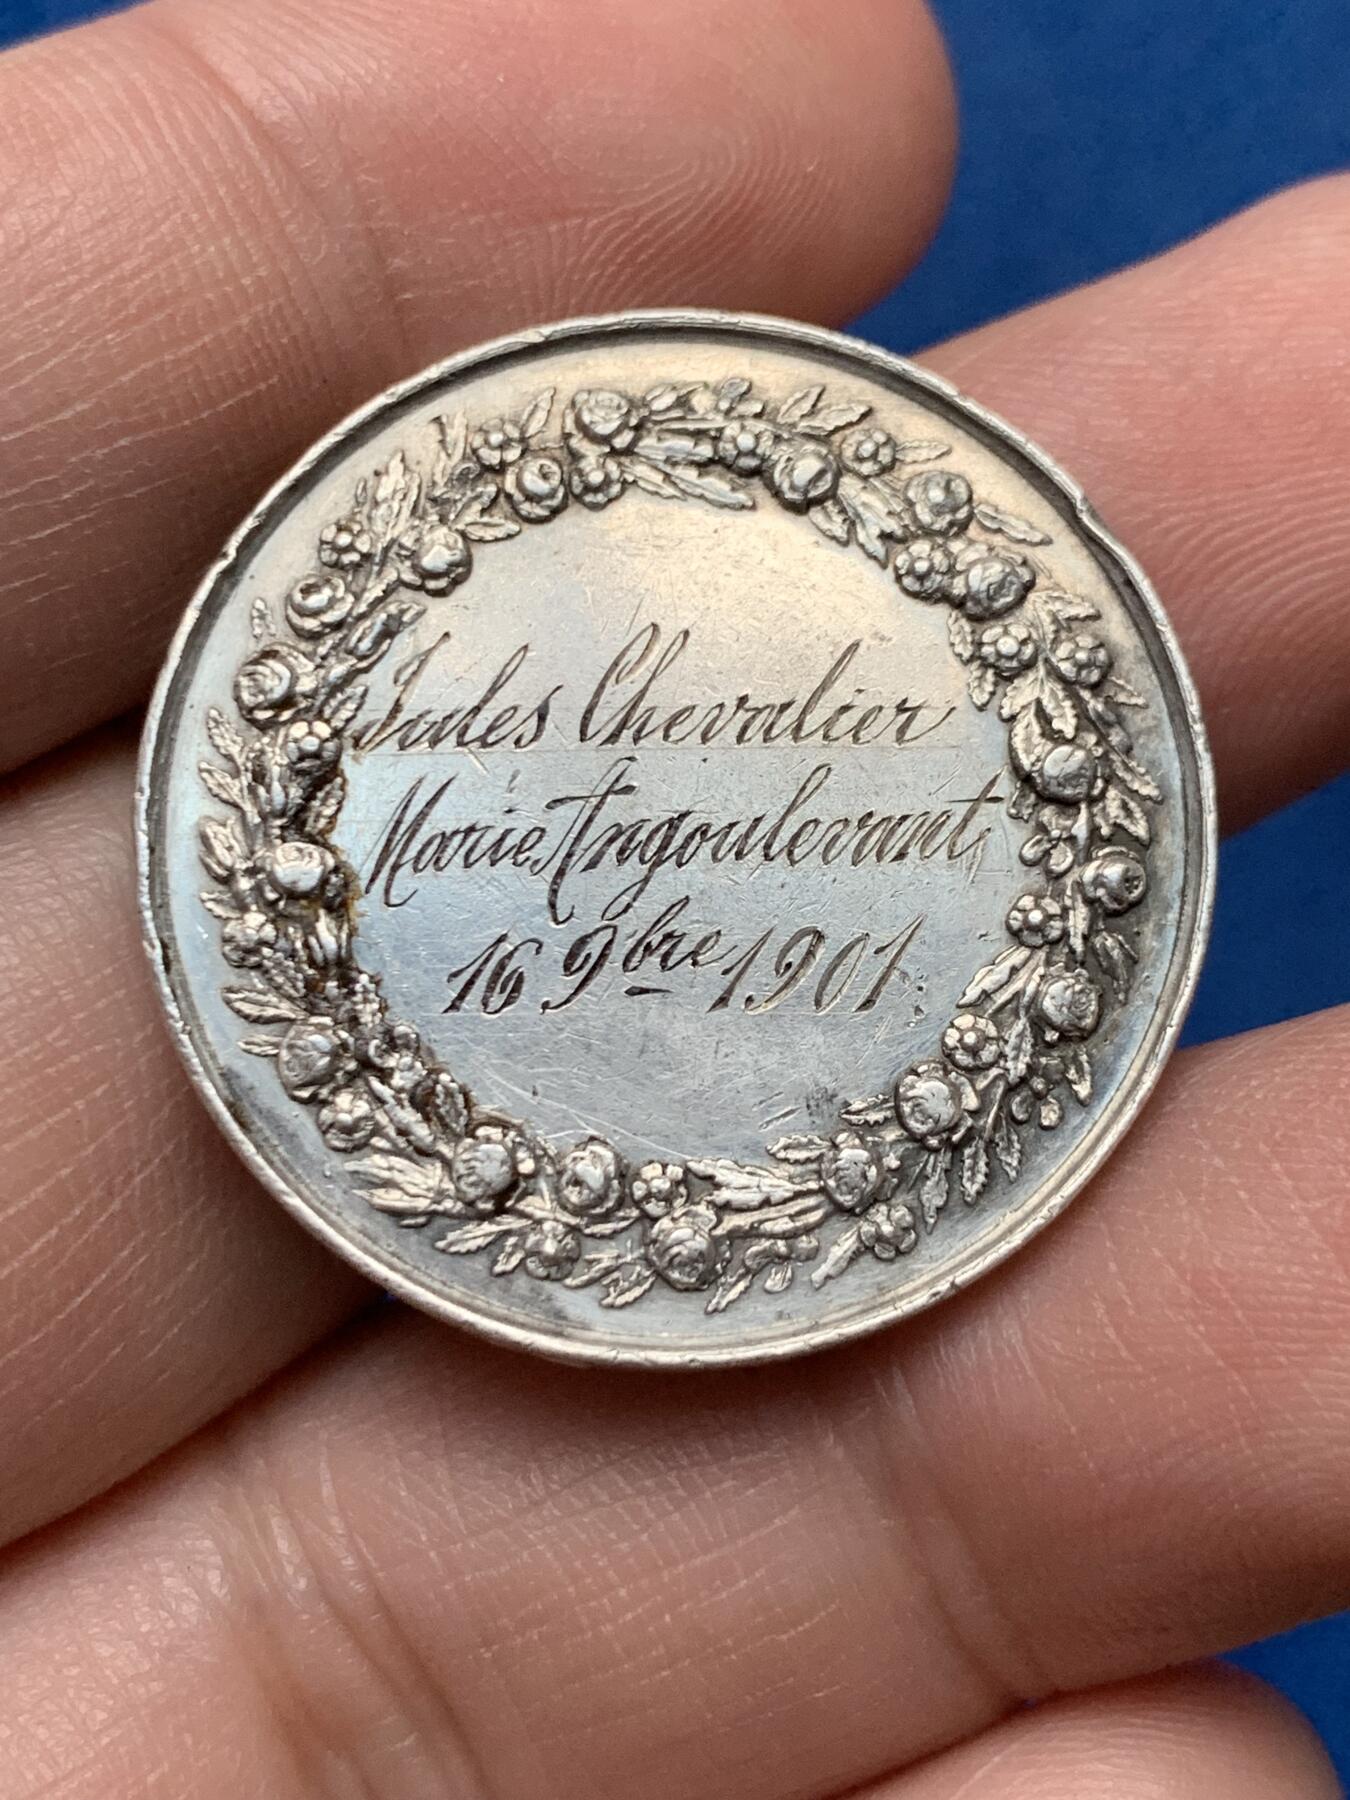 Jules Chevalier
Marie Angoulevant
16 9bre 1901